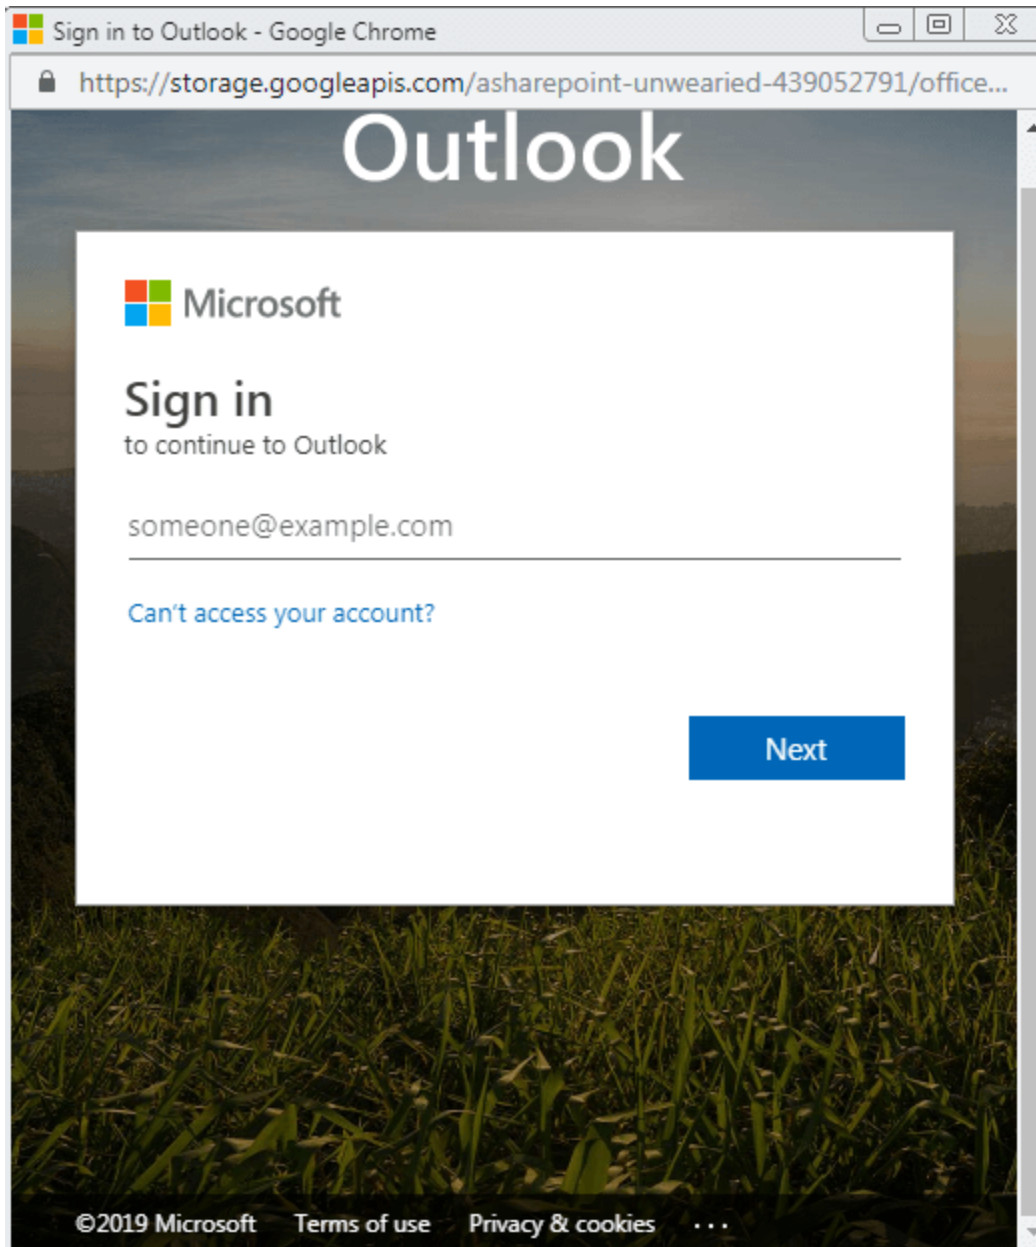 Sign in to Outlook - Google Chrome
https://storage.googleapis.com/asharepoint-unwearied-439052791/office...
Outlook
Microsoft
Sign in
to continue to Outlook
someone@example.com
Can't access your account?
Next
©2019 Microsoft Terms of use Privacy & cookies ...